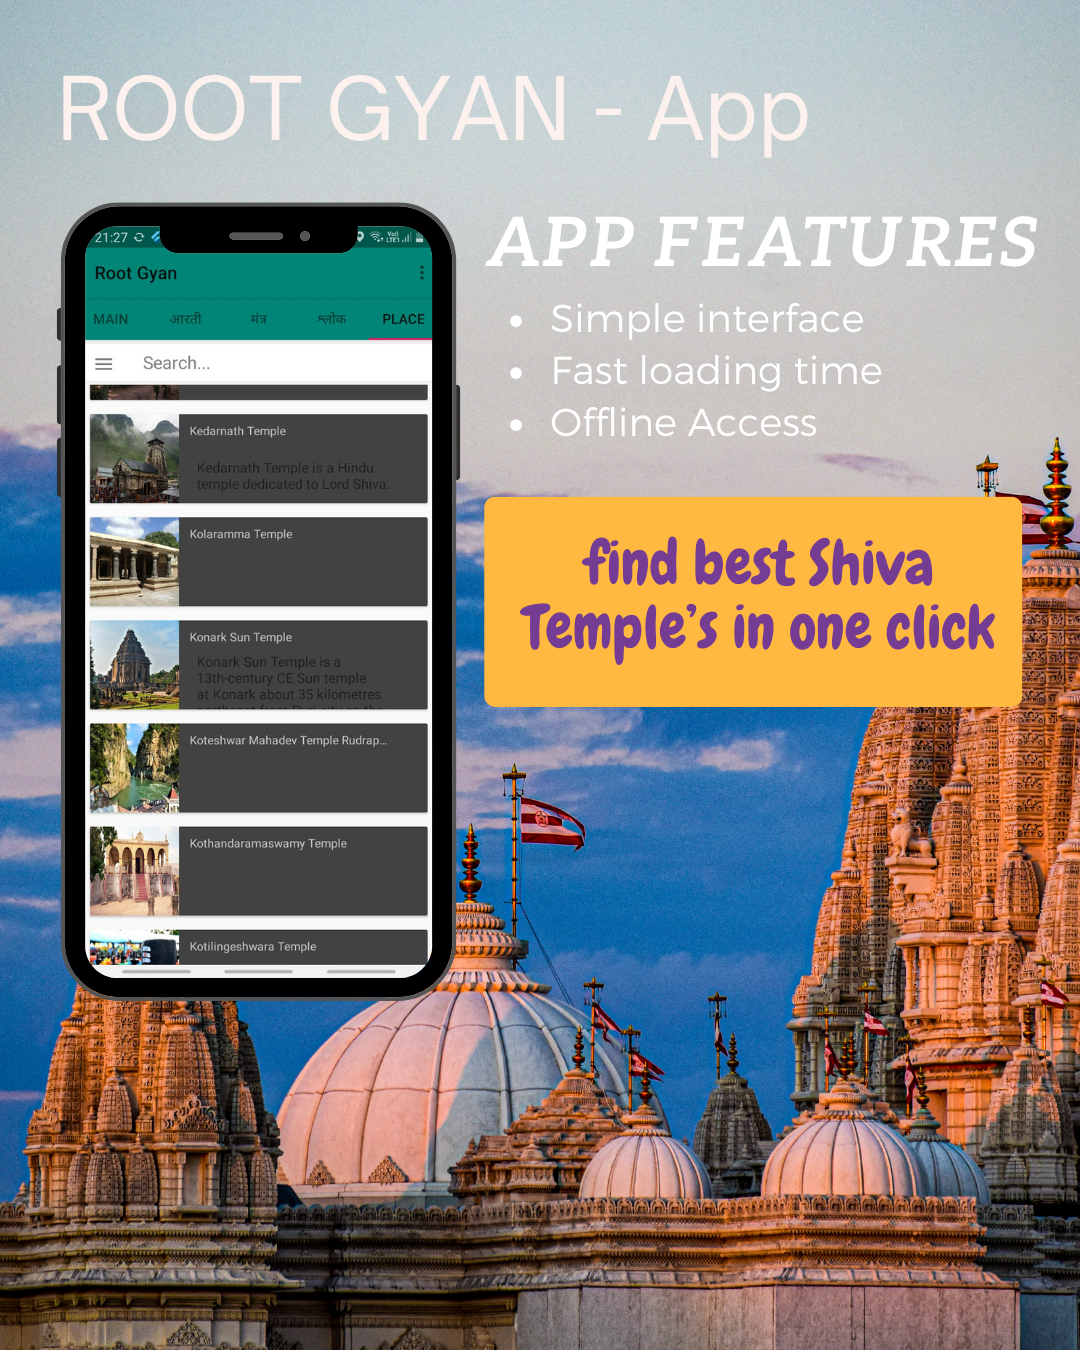 ROOT GYAN - App
21:27
Root Gyan
MAIN आरती मंत्र श्लोक PLACE
Search...
Kedarnath Temple
Kedarnath Temple is a Hindu
temple dedicated to Lord Shiva.
Kolaramma Temple
Konark Sun Temple
Konark Sun Temple is a
13th-century CE Sun temple
at Konark about 35 kilometres
Koteshwar Mahadev Temple Rudrap...
Kothandaramaswamy Temple
Kotilingeshwara Temple
APP FEATURES
• Simple interface
• Fast loading time
• Offline Access
find best Shiva
Temple's in one click